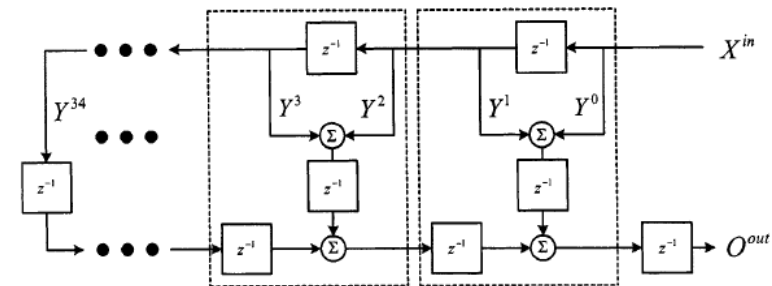 z⁻¹ z⁻¹ Xⁱⁿ
Y³⁴ Y³ Y² Y¹ Y⁰
Σ Σ
z⁻¹ z⁻¹ z⁻¹
z⁻¹ Σ z⁻¹ Σ z⁻¹ Oᵒᵘᵗ